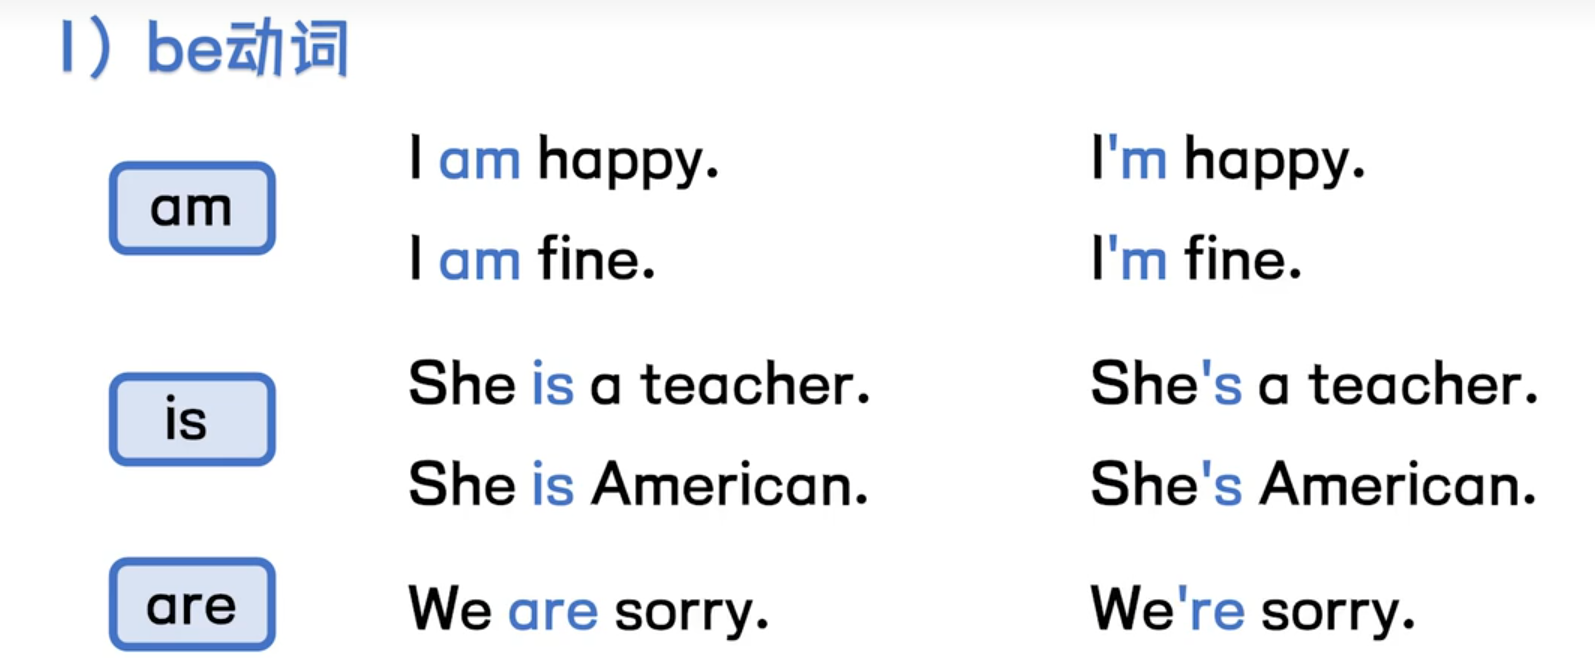 1）be动词
am
I am happy.
I'm happy.
I am fine.
I'm fine.
is
She is a teacher.
She's a teacher.
She is American.
She's American.
are
We are sorry.
We're sorry.